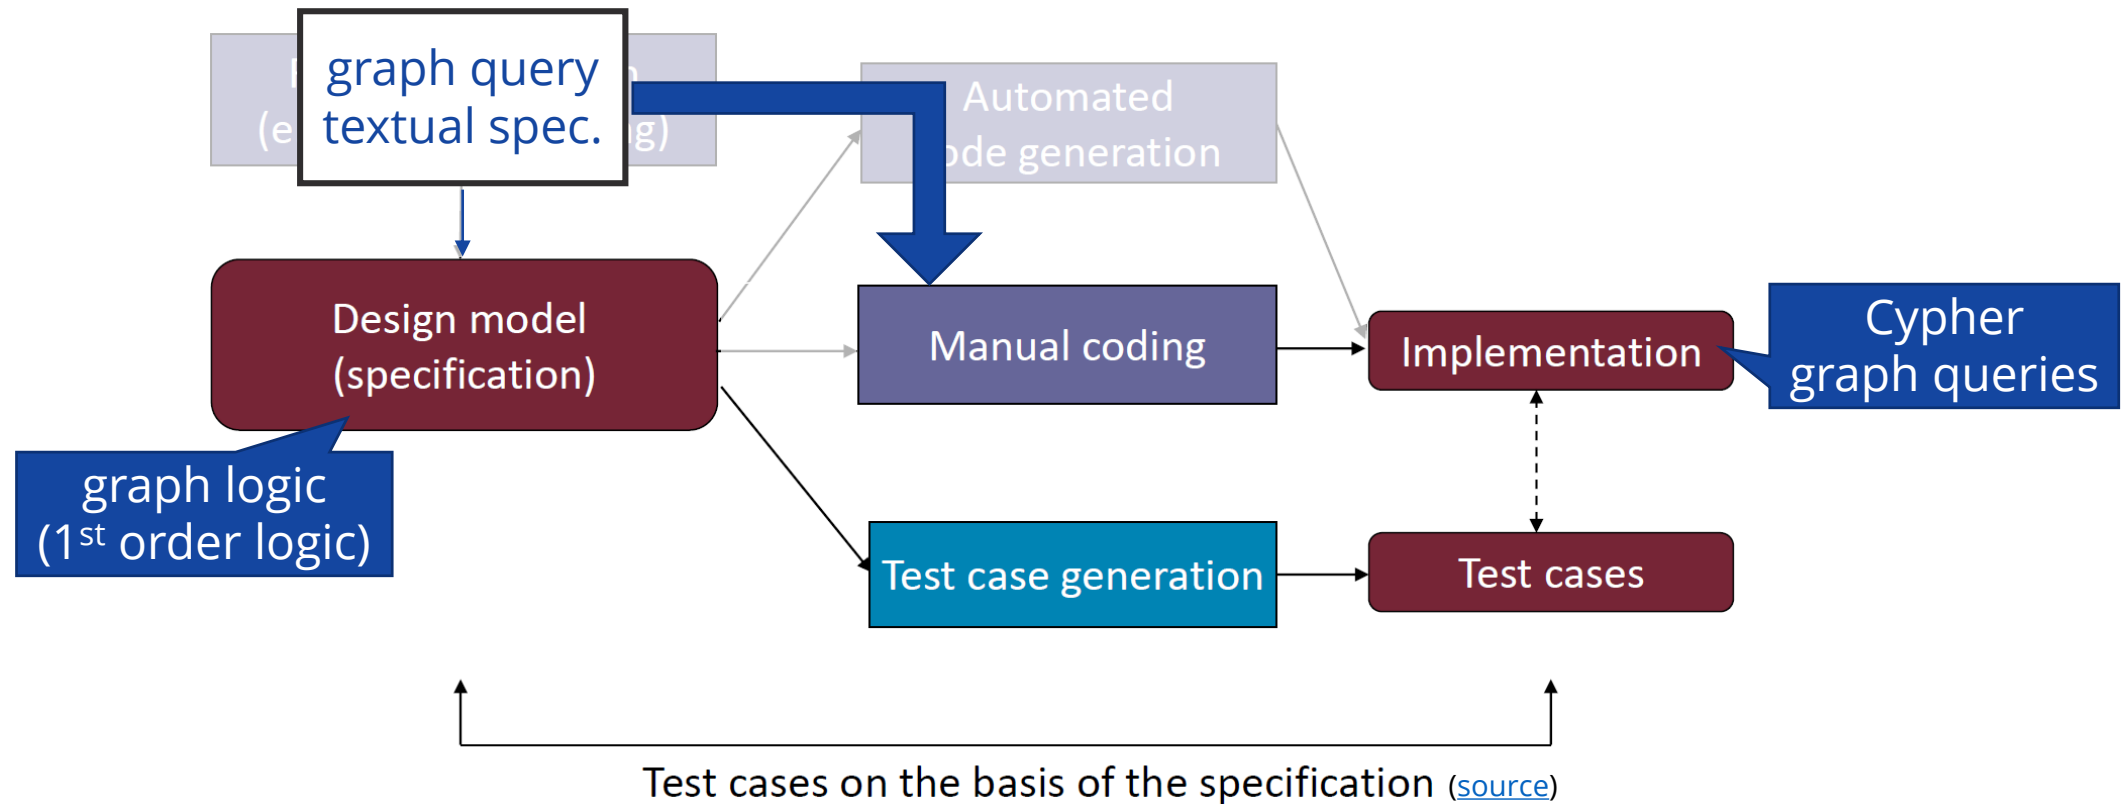 graph query
textual spec.
Automated
generation
Design model
(specification)
Manual coding
Implementation
Cypher
graph queries
graph logic
(1st order logic)
Test case generation
Test cases
Test cases on the basis of the specification (source)